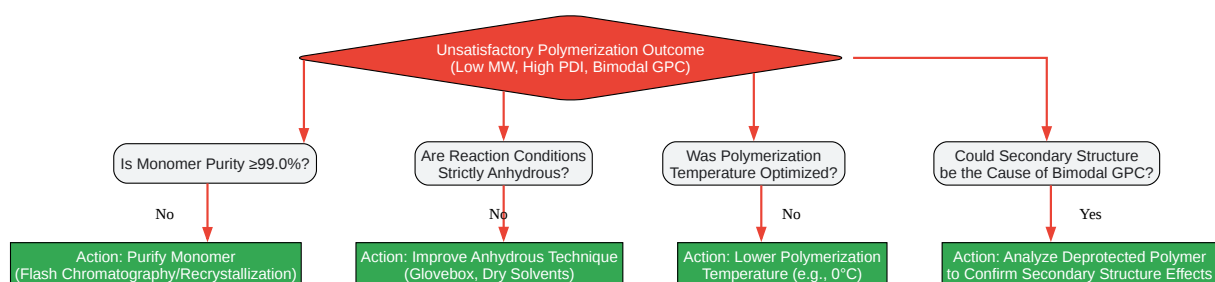 Unsatisfactory Polymerization Outcome
(Low MW, High PDI, Bimodal GPC)
Is Monomer Purity ≥99.0%?
Are Reaction Conditions
Strictly Anhydrous?
Was Polymerization
Temperature Optimized?
Could Secondary Structure
be the Cause of Bimodal GPC?
No
No
No
Yes
Action: Purify Monomer
(Flash Chromatography/Recrystallization)
Action: Improve Anhydrous Technique
(Glovebox, Dry Solvents)
Action: Lower Polymerization
Temperature (e.g., 0°C)
Action: Analyze Deprotected Polymer
to Confirm Secondary Structure Effects